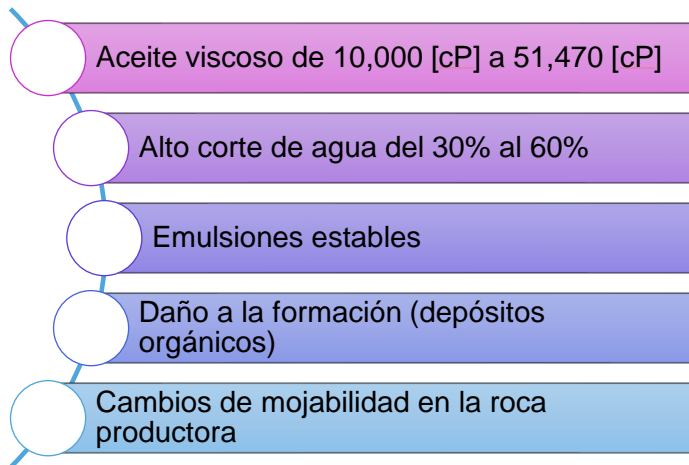 Aceite viscoso de 10,000 [cP] a 51,470 [cP]
Alto corte de agua del 30% al 60%
Emulsiones estables
Daño a la formación (depósitos
orgánicos)
Cambios de mojabilidad en la roca
productora